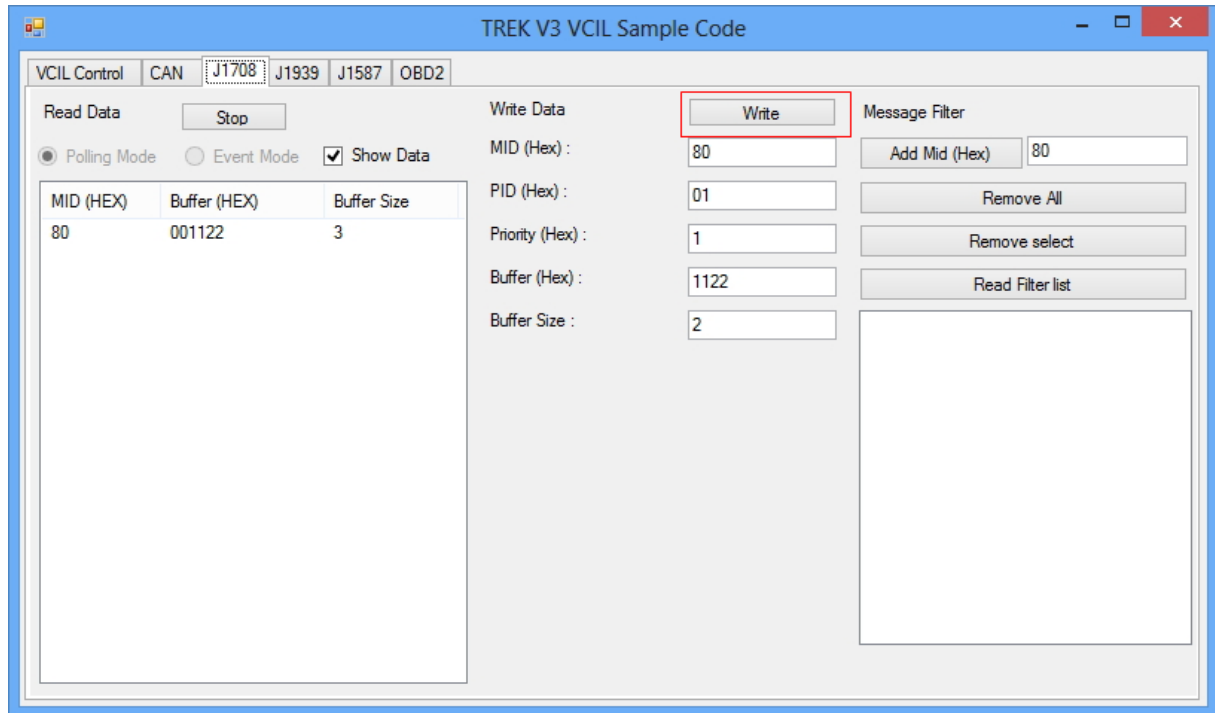 TREK V3 VCIL Sample Code
VCIL Control CAN J1708 J1939 J1587 OBD2
Read Data Stop
Polling Mode Event Mode Show Data
MID (HEX) Buffer (HEX) Buffer Size
80 001122 3
Write Data Write
MID (Hex) : 80
PID (Hex) : 01
Priority (Hex) : 1
Buffer (Hex) : 1122
Buffer Size : 2
Message Filter
Add Mid (Hex) 80
Remove All
Remove select
Read Filter list